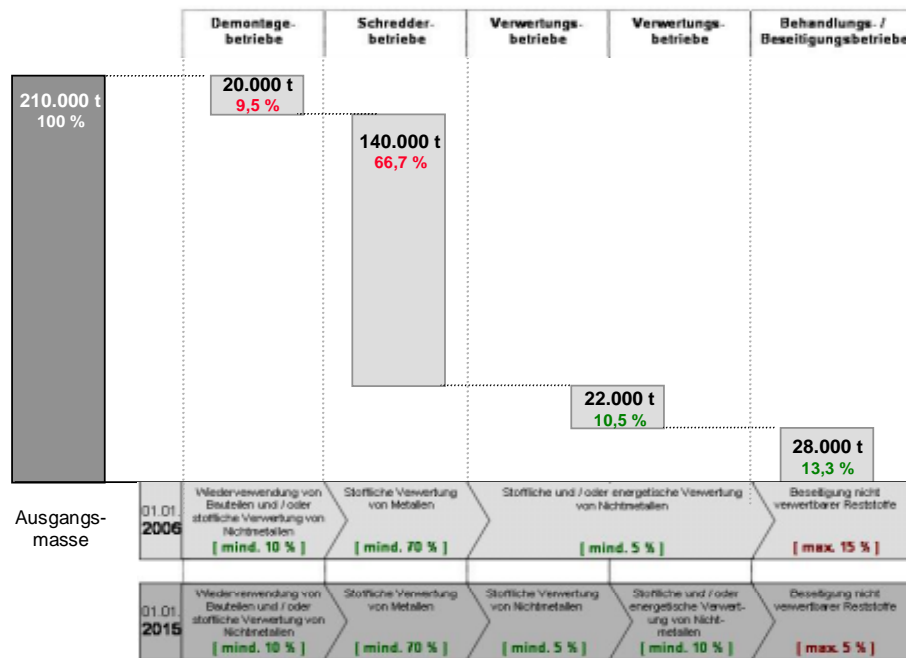 Demontage-
betriebe
Schredder-
betriebe
Verwertungs-
betriebe
Verwertungs-
betriebe
Behandlungs- /
Beseitigungsbetriebe
210.000 t
100 %
20.000 t
9,5 %
140.000 t
66,7 %
22.000 t
10,5 %
28.000 t
13,3 %
Ausgangs-
masse
01.01.
2006
Wiederverwendung von
Bauteilen und / oder
stoffliche Verwertung von
Nichtmetallen
[ mind. 10 % ]
Stoffliche Verwertung
von Metallen
[ mind. 70 % ]
Stoffliche und / oder energetische Verwertung
von Nichtmetallen
[ mind. 5 % ]
Beseitigung nicht
verwertbarer Reststoffe
[ max. 15 % ]
01.01.
2015
Wiederverwendung von
Bauteilen und / oder
stoffliche Verwertung von
Nichtmetallen
[ mind. 10 % ]
Stoffliche Verwertung
von Metallen
[ mind. 70 % ]
Stoffliche Verwertung
von Nichtmetallen
[ mind. 5 % ]
Stoffliche und / oder
energetische Verwert-
ung von Nicht-
metallen
[ mind. 10 % ]
Beseitigung nicht
verwertbarer Reststoffe
[ max. 5 % ]